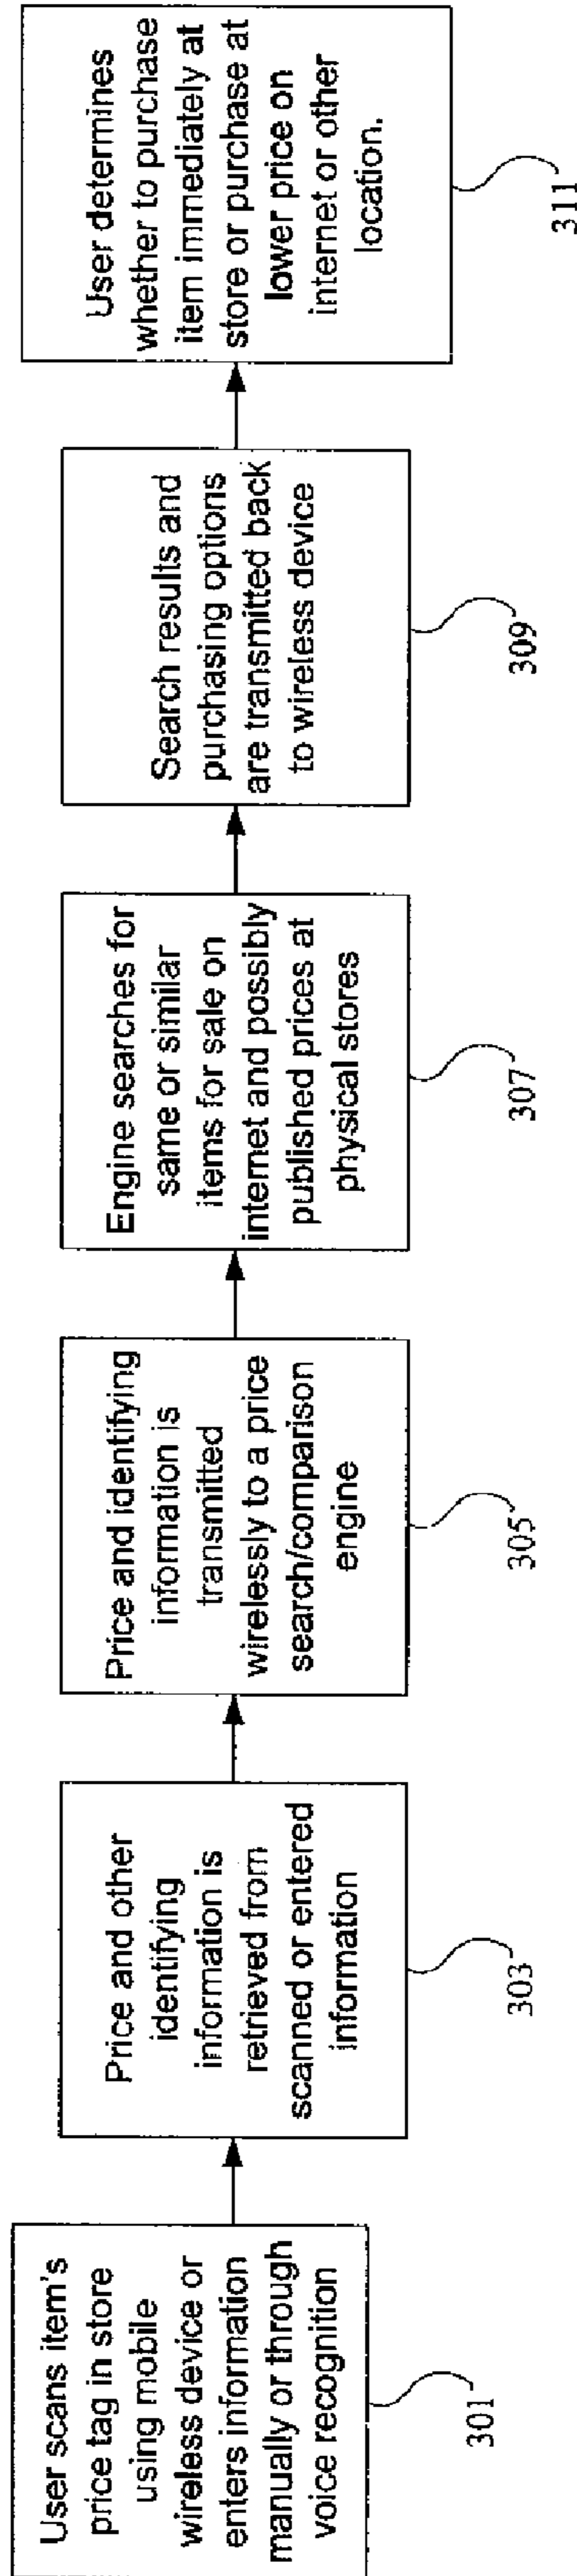 User scans item's
price tag in store
using mobile
wireless device or
enters information
manually or through
voice recognition
301
Price and other
identifying
information is
retrieved from
scanned or entered
information
303
Price and identifying
information is
transmitted
wirelessly to a price
search/comparison
engine
305
Engine searches for
same or similar
items for sale on
internet and possibly
published prices at
physical stores
307
Search results and
purchasing options
are transmitted back
to wireless device
309
User determines
whether to purchase
item immediately at
store or purchase at
lower price on
internet or other
location.
311